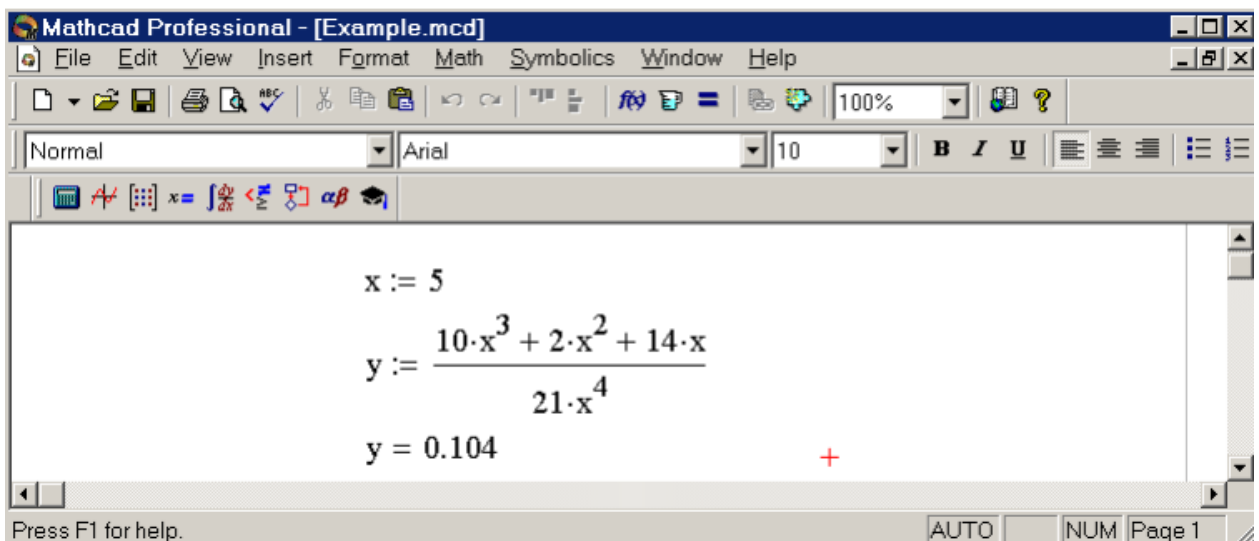 Mathcad Professional - [Example.mcd]
File Edit View Insert Format Math Symbolics Window Help
100%
Normal Arial 10 B I U
x := 5
y := \frac{10·x^3 + 2·x^2 + 14·x}{21·x^4}
y = 0.104
Press F1 for help. AUTO NUM Page 1